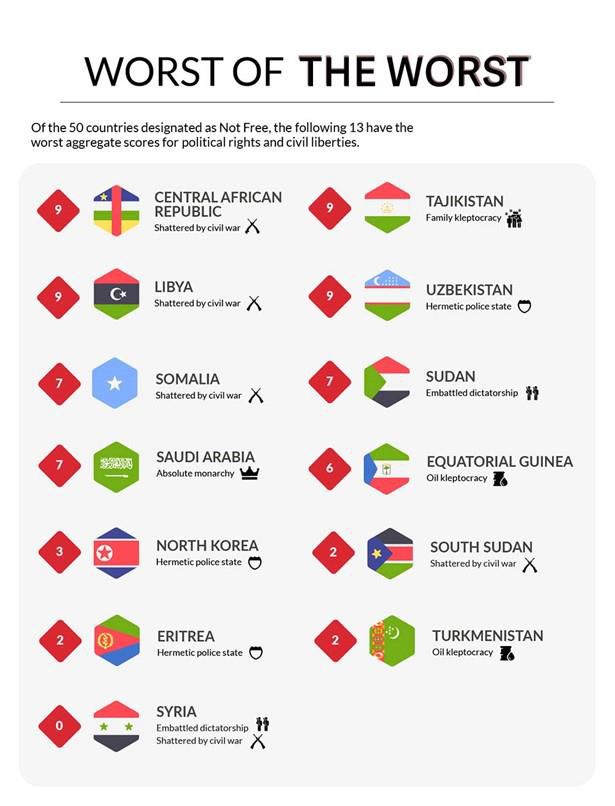 WORST OF THE WORST
Of the 50 countries designated as Not Free, the following 13 have the
worst aggregate scores for political rights and civil liberties.
9
CENTRAL AFRICAN
REPUBLIC
Shattered by civil war
9
TAJIKISTAN
Family kleptocracy
9
LIBYA
Shattered by civil war
9
UZBEKISTAN
Hermetic police state
7
SOMALIA
Shattered by civil war
7
SUDAN
Embattled dictatorship
7
SAUDI ARABIA
Absolute monarchy
6
EQUATORIAL GUINEA
Oil kleptocracy
3
NORTH KOREA
Hermetic police state
2
SOUTH SUDAN
Shattered by civil war
2
ERITREA
Hermetic police state
2
TURKMENISTAN
Oil kleptocracy
0
SYRIA
Embattled dictatorship
Shattered by civil war